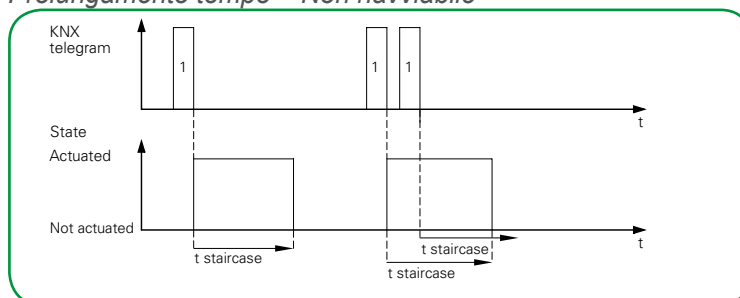 Prolungamento tempo = Non riavviabile
KNX
telegram
1
1
1
t
State
Actuated
Not actuated
t
t staircase
t staircase
t staircase